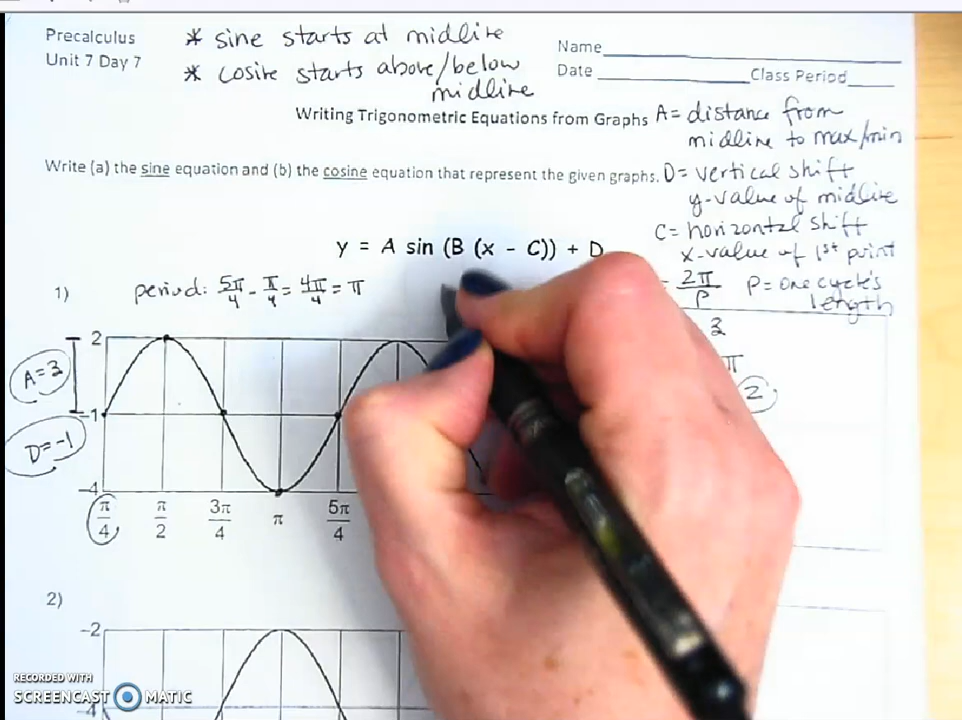 Precalculus
Unit 7 Day 7
* sine starts at midline
* cosine starts above/below
midline
Name
Date Class Period
Writing Trigonometric Equations from Graphs
A = distance from
midline to max/min
Write (a) the sine equation and (b) the cosine equation that represent the given graphs.
D = vertical shift
y-value of midline
C = horizontal shift
x-value of 1st point
y = A sin (B (x - C)) + D
= 2π/P P = one cycle's
length
1)
period: 5π/4 - π/4 = 4π/4 = π
3
π
2
2
A = 3
-1
D = -1
-4
π/4 π/2 3π/4 π 5π/4
2)
-2
-4
RECORDED WITH
SCREENCAST MATIC